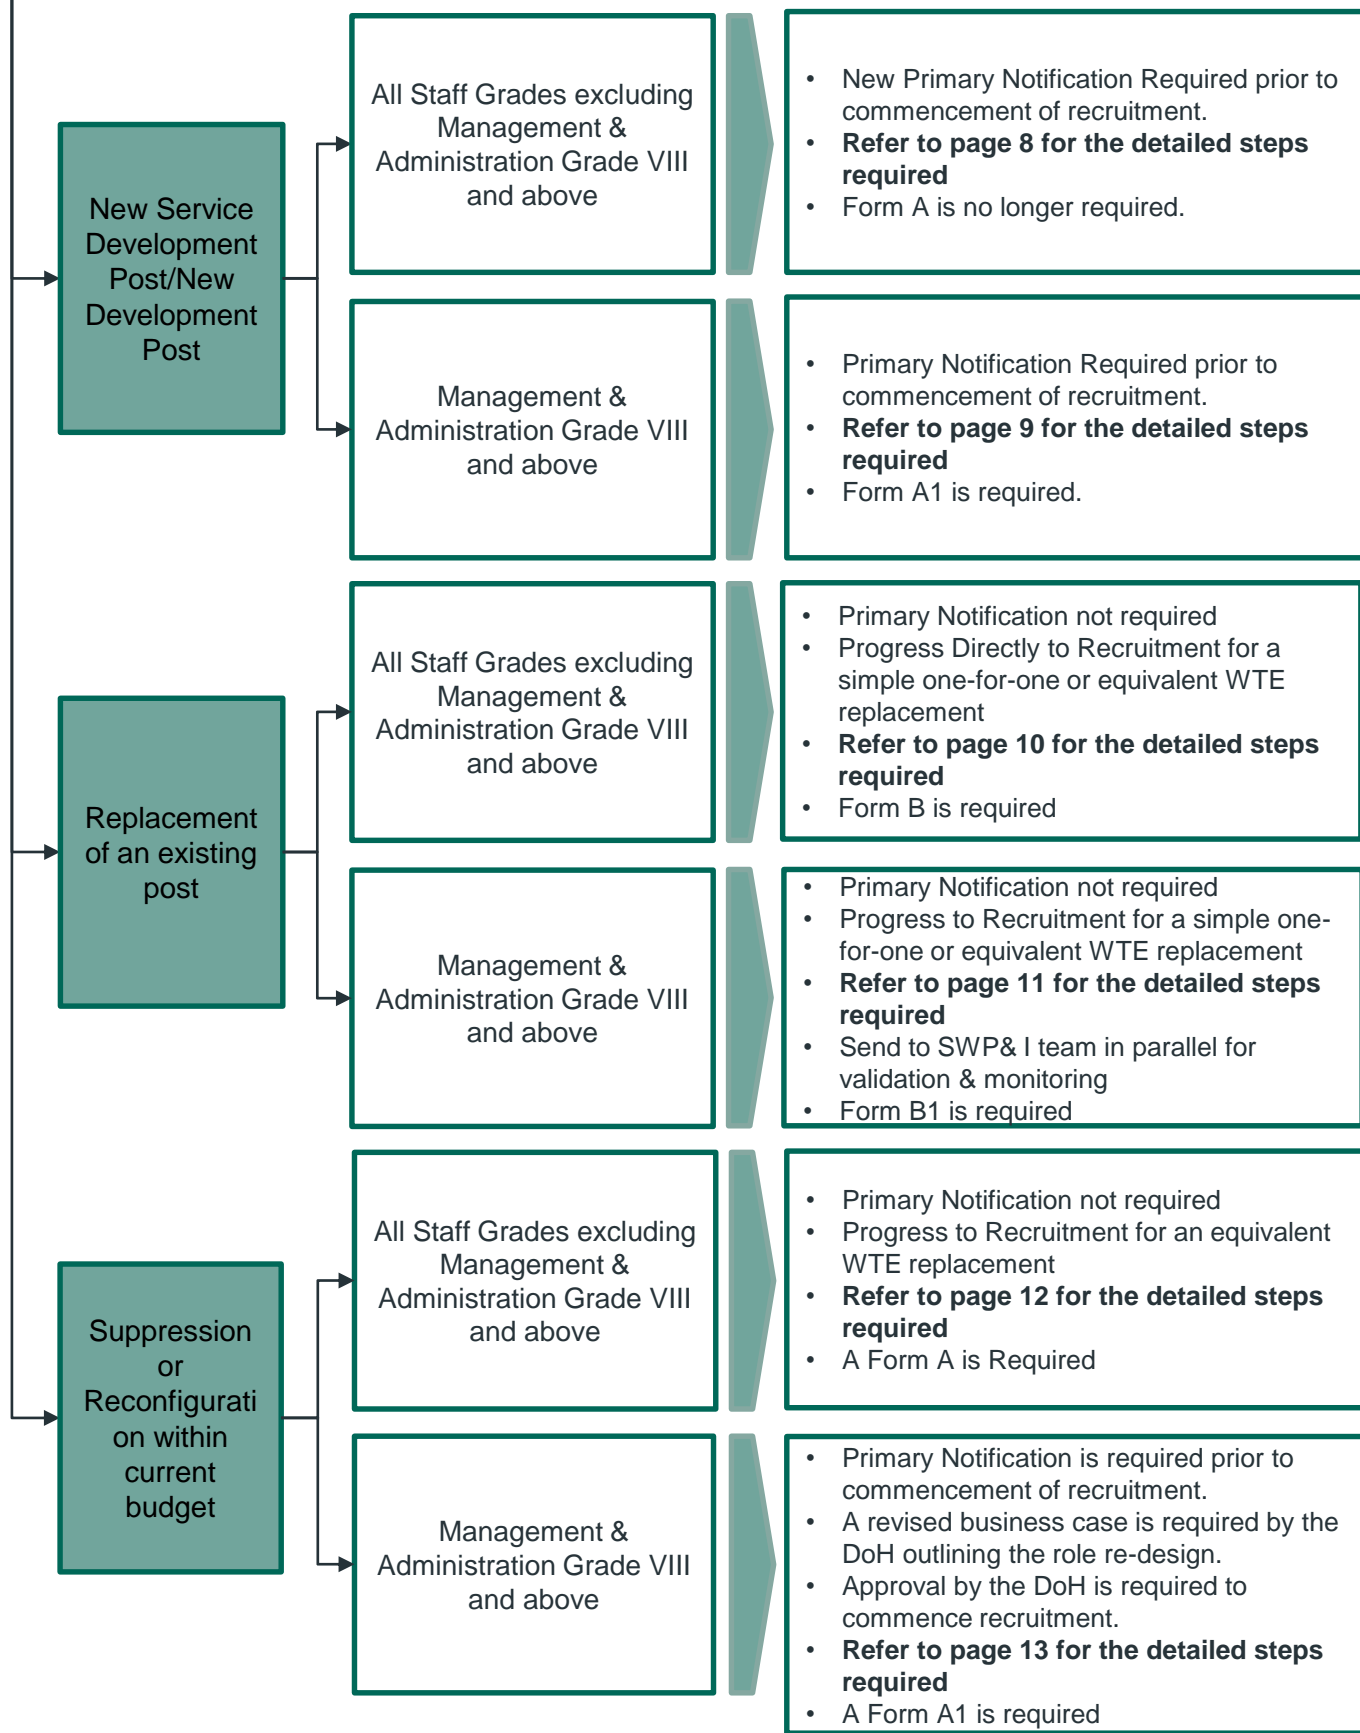 New Service
Development
Post/New
Development
Post
All Staff Grades excluding
Management &
Administration Grade VIII
and above
• New Primary Notification Required prior to
commencement of recruitment.
• Refer to page 8 for the detailed steps
required
• Form A is no longer required.
Management &
Administration Grade VIII
and above
• Primary Notification Required prior to
commencement of recruitment.
• Refer to page 9 for the detailed steps
required
• Form A1 is required.
Replacement
of an existing
post
All Staff Grades excluding
Management &
Administration Grade VIII
and above
• Primary Notification not required
• Progress Directly to Recruitment for a
simple one-for-one or equivalent WTE
replacement
• Refer to page 10 for the detailed steps
required
• Form B is required
Management &
Administration Grade VIII
and above
• Primary Notification not required
• Progress to Recruitment for a simple one-
for-one or equivalent WTE replacement
• Refer to page 11 for the detailed steps
required
• Send to SWP& I team in parallel for
validation & monitoring
• Form B1 is required
Suppression
or
Reconfigurati
on within
current
budget
All Staff Grades excluding
Management &
Administration Grade VIII
and above
• Primary Notification not required
• Progress to Recruitment for an equivalent
WTE replacement
• Refer to page 12 for the detailed steps
required
• A Form A is Required
Management &
Administration Grade VIII
and above
• Primary Notification is required prior to
commencement of recruitment.
• A revised business case is required by the
DoH outlining the role re-design.
• Approval by the DoH is required to
commence recruitment.
• Refer to page 13 for the detailed steps
required
• A Form A1 is required